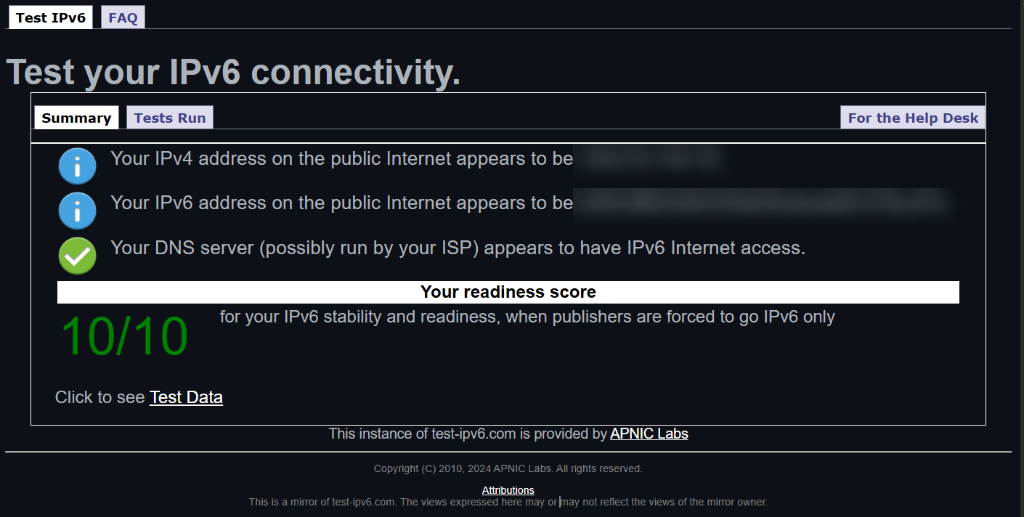 Test IPv6 FAQ
Test your IPv6 connectivity.
Summary Tests Run For the Help Desk
Your IPv4 address on the public Internet appears to be
Your IPv6 address on the public Internet appears to be
Your DNS server (possibly run by your ISP) appears to have IPv6 Internet access.
Your readiness score
10/10 for your IPv6 stability and readiness, when publishers are forced to go IPv6 only
Click to see Test Data
This instance of test-ipv6.com is provided by APNIC Labs
Copyright (C) 2010, 2024 APNIC Labs. All rights reserved.
Attributions
This is a mirror of test-ipv6.com. The views expressed here may or may not reflect the views of the mirror owner.